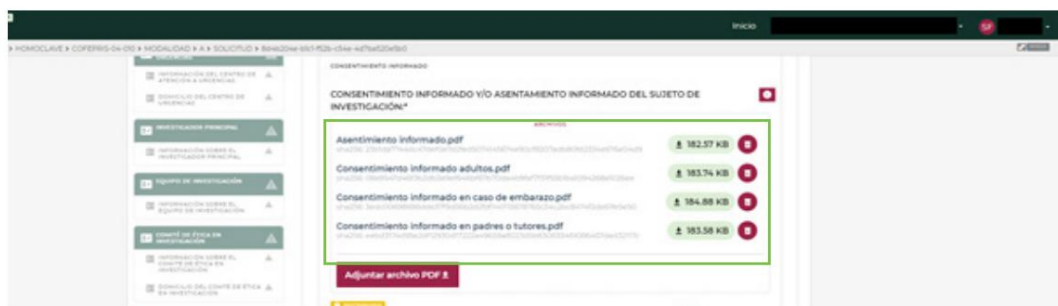 Inicio
SF
HOMOCLAVE COFEPRIS-04-010 MODALIDAD A SOLICITUD
INFORMACIÓN DEL CENTRO DE
ATENCIÓN A URGENCIAS
DOMICILIO DEL CENTRO DE
URGENCIAS
INVESTIGADOR PRINCIPAL
INFORMACIÓN SOBRE EL
INVESTIGADOR PRINCIPAL
EQUIPO DE INVESTIGACIÓN
INFORMACIÓN SOBRE EL
EQUIPO DE INVESTIGACIÓN
COMITÉ DE ÉTICA EN
INVESTIGACIÓN
INFORMACIÓN SOBRE EL
COMITÉ DE ÉTICA EN
INVESTIGACIÓN
DOMICILIO DEL COMITÉ DE ÉTICA
EN INVESTIGACIÓN
CONSENTIMIENTO INFORMADO
CONSENTIMIENTO INFORMADO Y/O ASENTAMIENTO INFORMADO DEL SUJETO DE
INVESTIGACIÓN:*
ARCHIVOS
Asentimiento informado.pdf
182.57 KB
Consentimiento informado adultos.pdf
183.74 KB
Consentimiento informado en caso de embarazo.pdf
184.88 KB
Consentimiento informado en padres o tutores.pdf
183.58 KB
Adjuntar archivo PDF